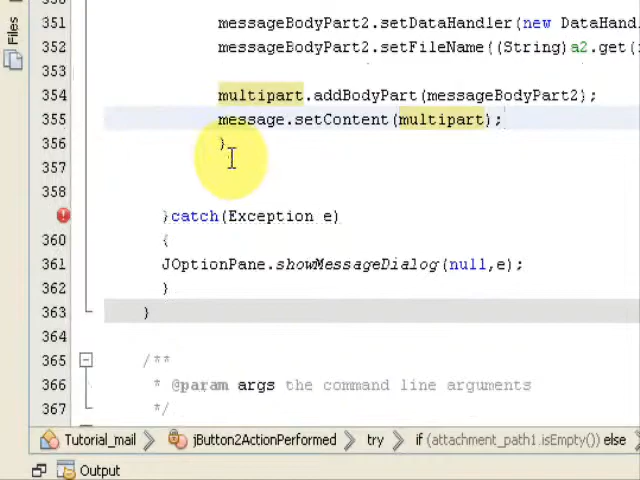 Files
350
351 messageBodyPart2.setDataHandler(new DataHandl
352 messageBodyPart2.setFileName((String)a2.get(i
353
354 multipart.addBodyPart(messageBodyPart2);
355 message.setContent(multipart);
356 }
357
358
}catch(Exception e)
360 {
361 JOptionPane.showMessageDialog(null,e);
362 }
363 }
364
365 /**
366 * @param args the command line arguments
367 */
Tutorial_mail jButton2ActionPerformed try if (attachment_path1.isEmpty()) else
Output